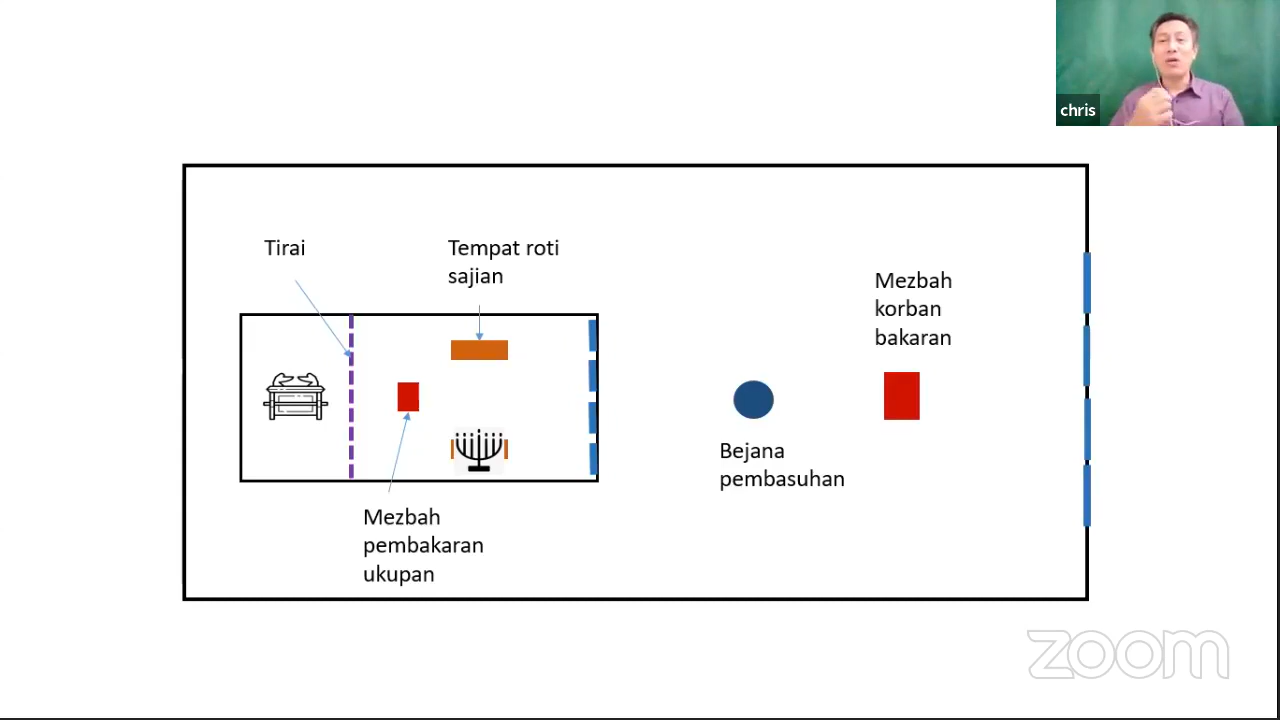 chris
Tirai
Tempat roti
sajian
Mezbah
korban
bakaran
Bejana
pembasuhan
Mezbah
pembakaran
ukupan
zoom